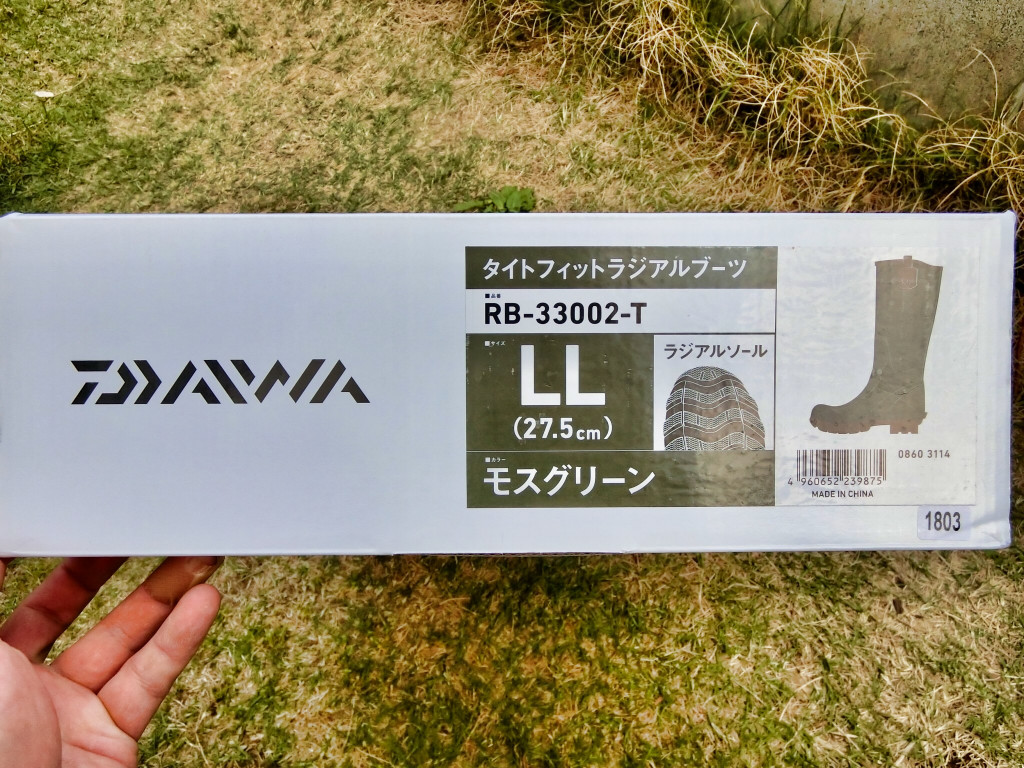 DAIWA
タイトフィットラジアルブーツ
■品番
RB-33002-T
■サイズ
LL
(27.5cm)
ラジアルソール
■カラー
モスグリーン
0860 3114
4 960652 239875
MADE IN CHINA
1803